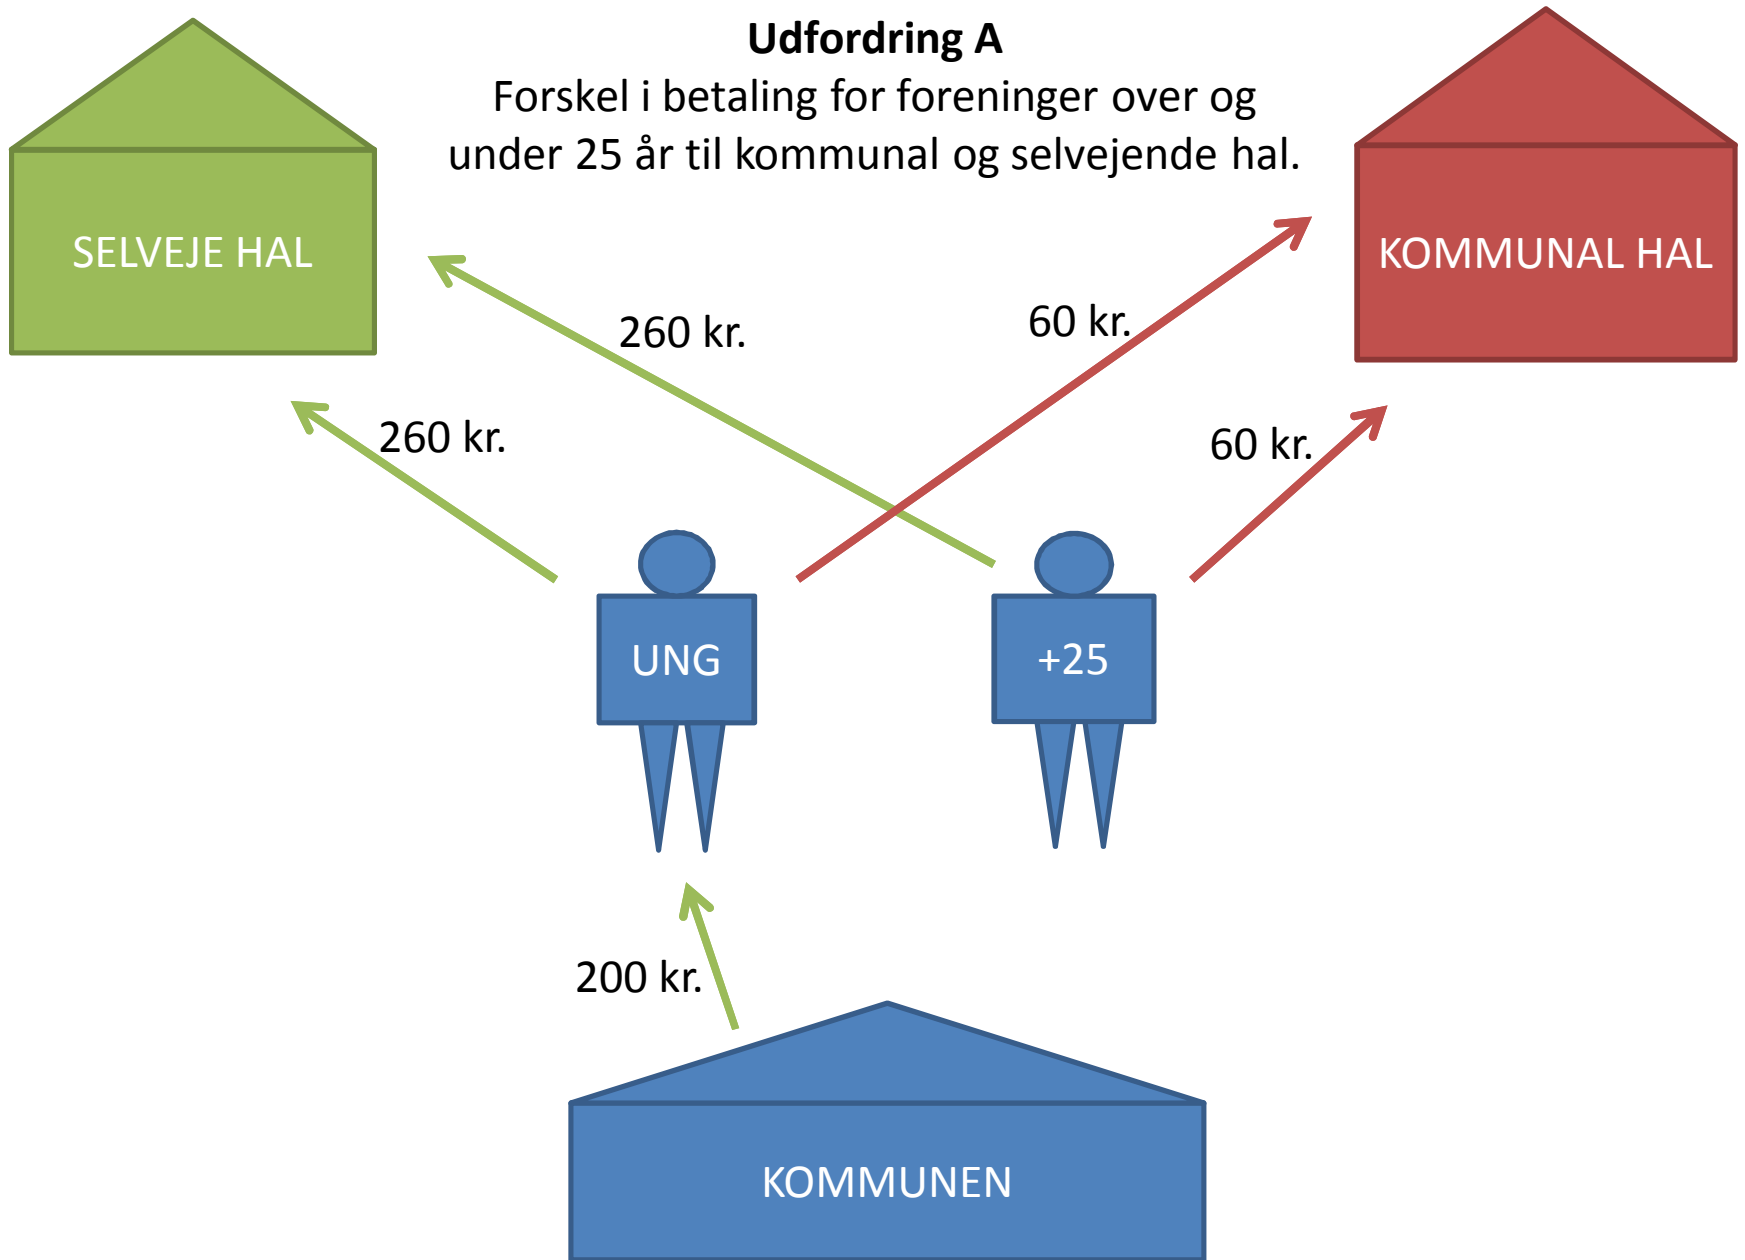 Udfordring A
Forskel i betaling for foreninger over og
under 25 år til kommunal og selvejende hal.
SELVEJE HAL
KOMMUNAL HAL
260 kr.
60 kr.
260 kr.
60 kr.
UNG
+25
200 kr.
KOMMUNEN